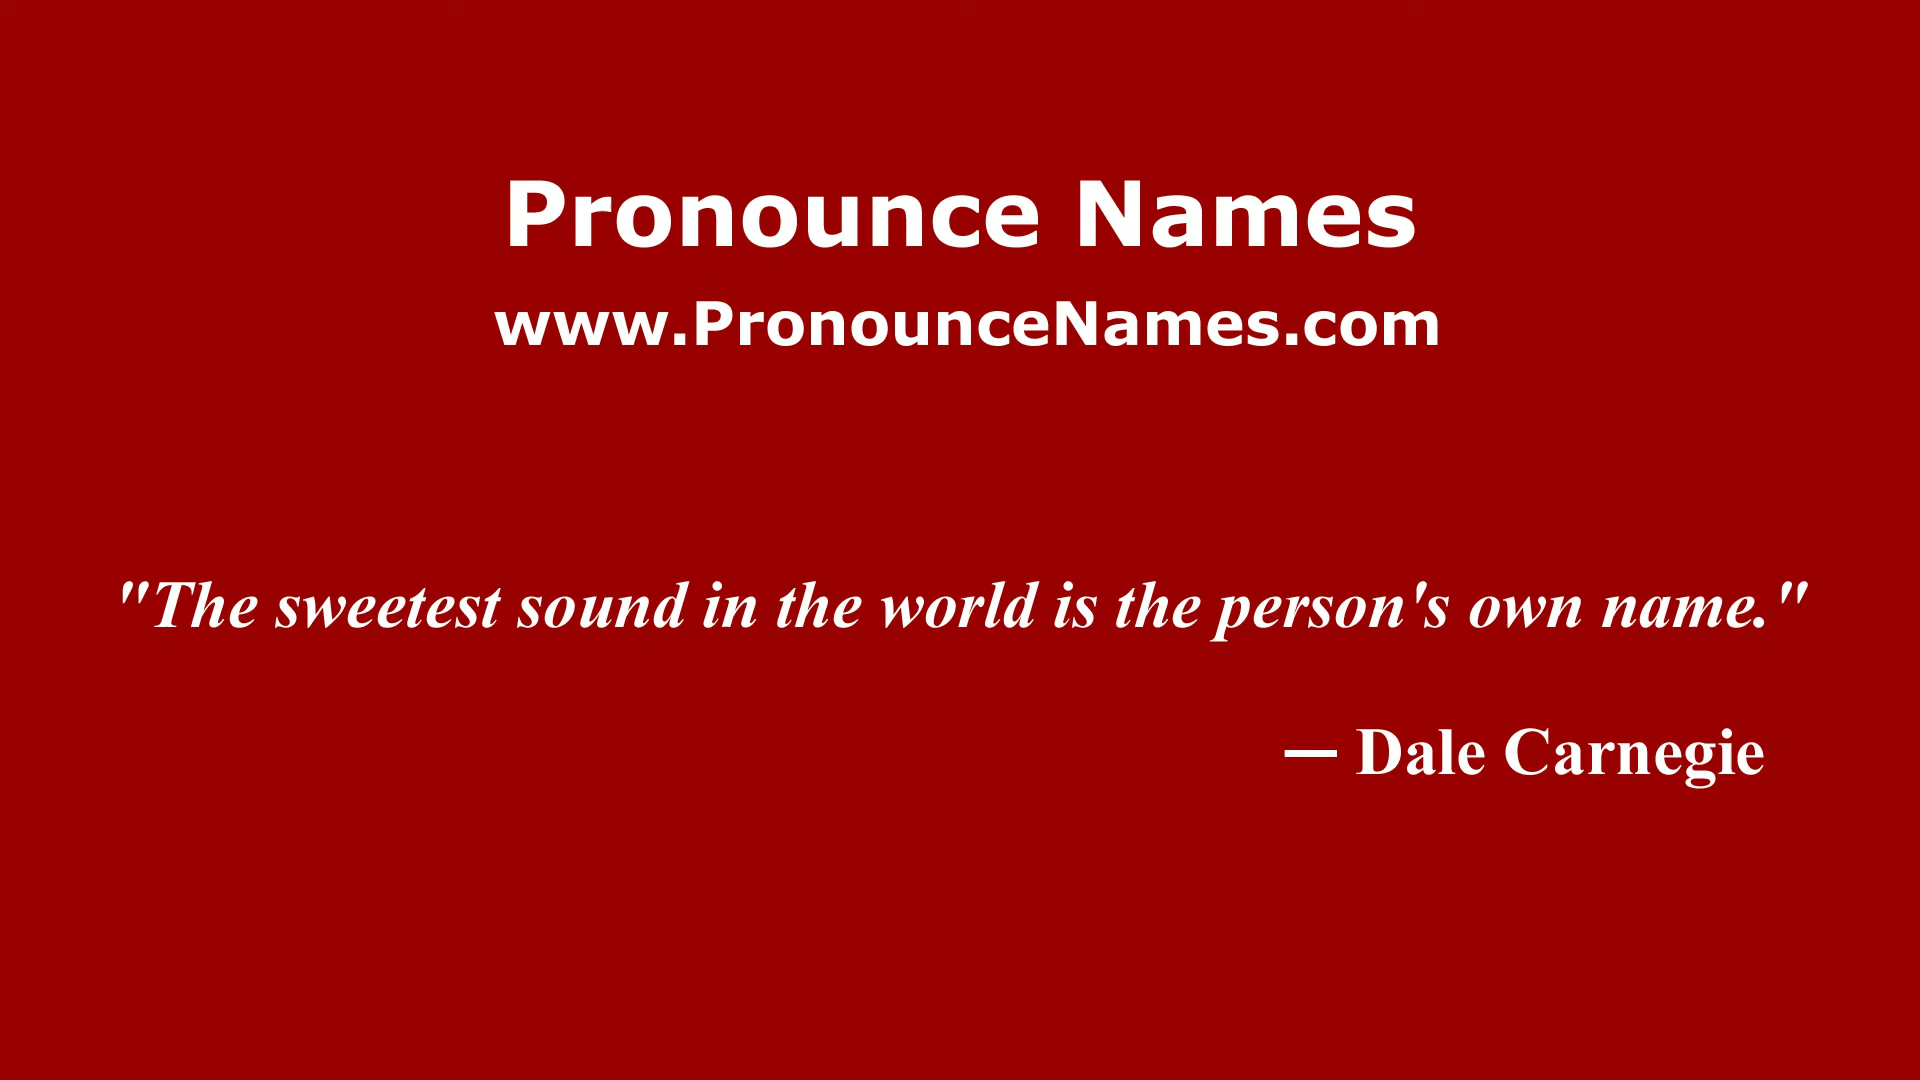 Pronounce Names
www.PronounceNames.com
"The sweetest sound in the world is the person's own name."
— Dale Carnegie